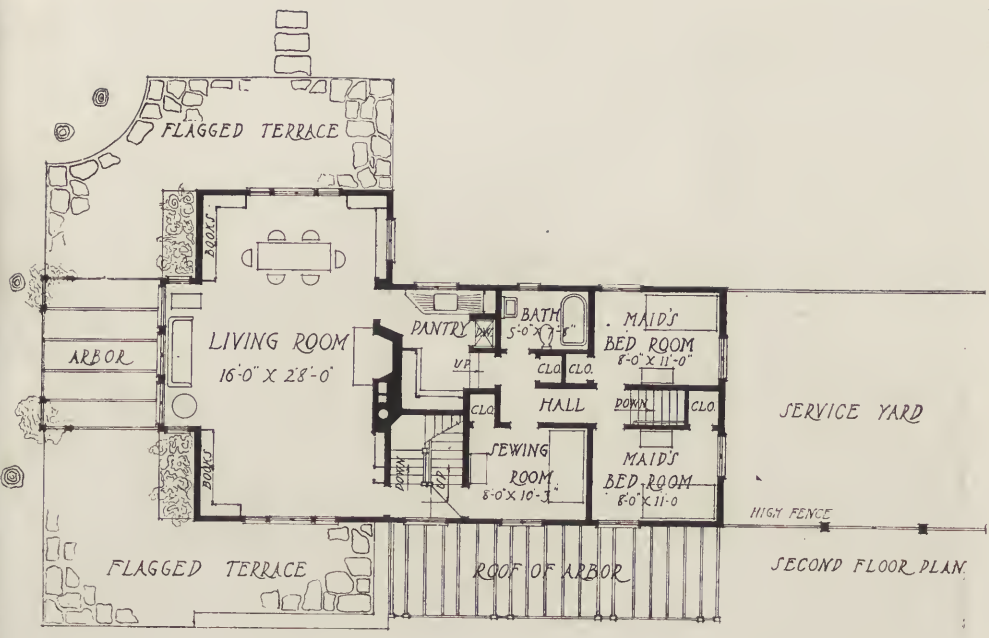 FLAGGED TERRACE
BOOKS
ARBOR
LIVING ROOM
16'-0" X 28'-0"
PANTRY
D.W.
UP
BATH
5'-0" X 7'-8"
CLO.
CLO.
MAID'S
BED ROOM
8'-0" X 11'-0"
HALL
DOWN
CLO.
CLO.
SEWING
ROOM
8'-0" X 10'-3"
MAID'S
BED ROOM
8'-0" X 11-0
SERVICE YARD
BOOKS
DOWN
UP
HIGH FENCE
FLAGGED TERRACE
ROOF OF ARBOR
SECOND FLOOR PLAN.